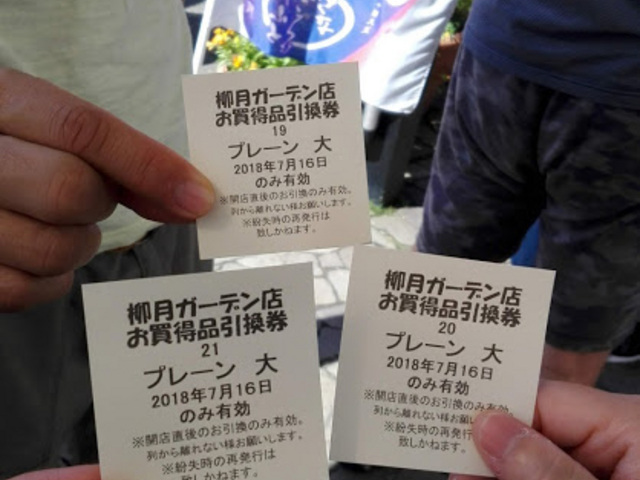 柳月ガーデン店
お買得品引換券
19
プレーン 大
2018年7月16日
のみ有効
※開店直後のお引換のみ有効。
列から離れない様お願いします。
※紛失時の再発行は
致しかねます。
柳月ガーデン店
お買得品引換券
21
プレーン 大
2018年7月16日
のみ有効
※開店直後のお引換のみ有効。
列から離れない様お願いします。
※紛失時の再発行は
致しかねます。
柳月ガーデン店
お買得品引換券
20
プレーン 大
2018年7月16日
のみ有効
※開店直後のお引換のみ有効。
列から離れない様お願い
※紛失時の再発行
致しかねます。